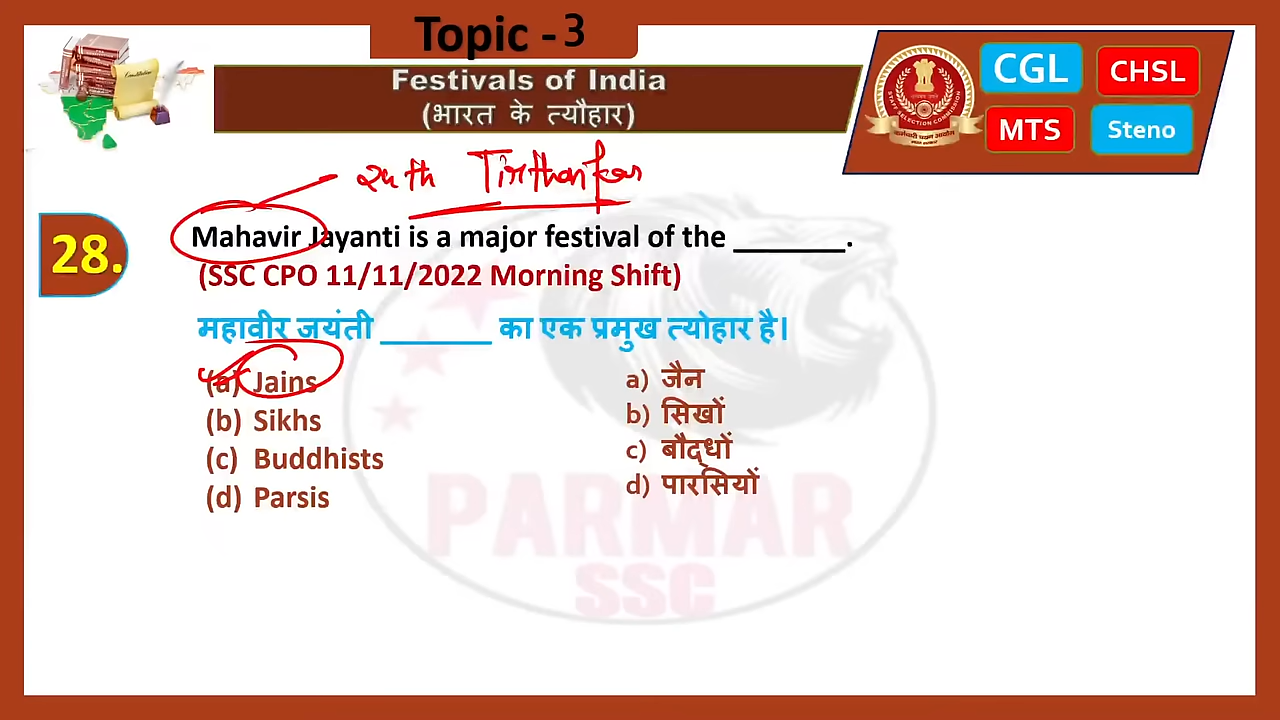 Topic -3
Festivals of India
(भारत के त्यौहार)
CGL
CHSL
MTS
Steno
24th Tirthankar
28.
Mahavir Jayanti is a major festival of the ________.
(SSC CPO 11/11/2022 Morning Shift)
महावीर जयंती ________ का एक प्रमुख त्योहार है।
(a) Jains
(b) Sikhs
(c) Buddhists
(d) Parsis
a) जैन
b) सिखों
c) बौद्धों
d) पारसियों
PARMAR
SSC